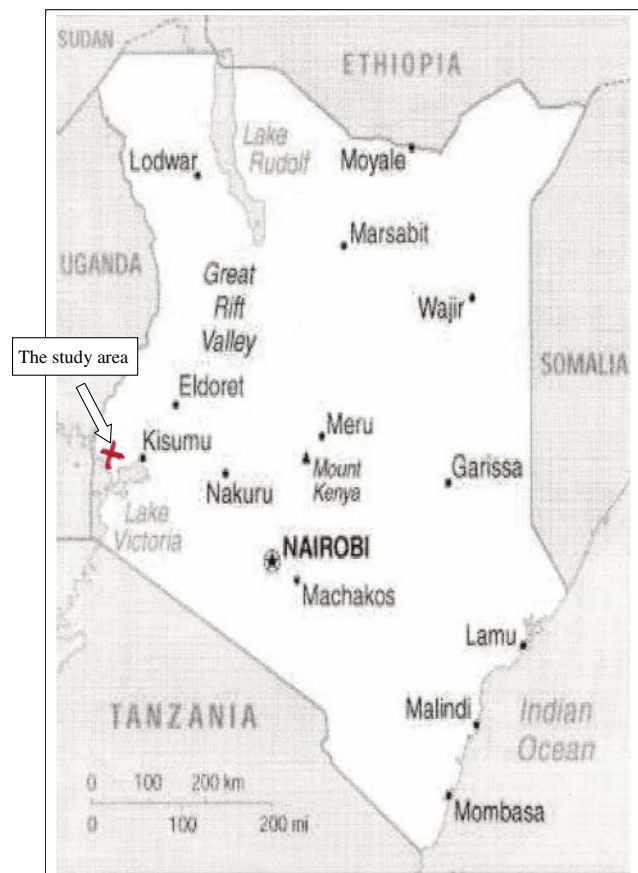 SUDAN
ETHIOPIA
Lake
Rudolf
Lodwar
Moyale
Marsabit
UGANDA
Great
Rift
Valley
Wajir
The study area
SOMALIA
Eldoret
Meru
Kisumu
Mount
Kenya
Garissa
Nakuru
Lake
Victoria
NAIROBI
Machakos
Lamu
TANZANIA
Malindi
Indian
Ocean
0 100 200 km
0 100 200 mi
Mombasa